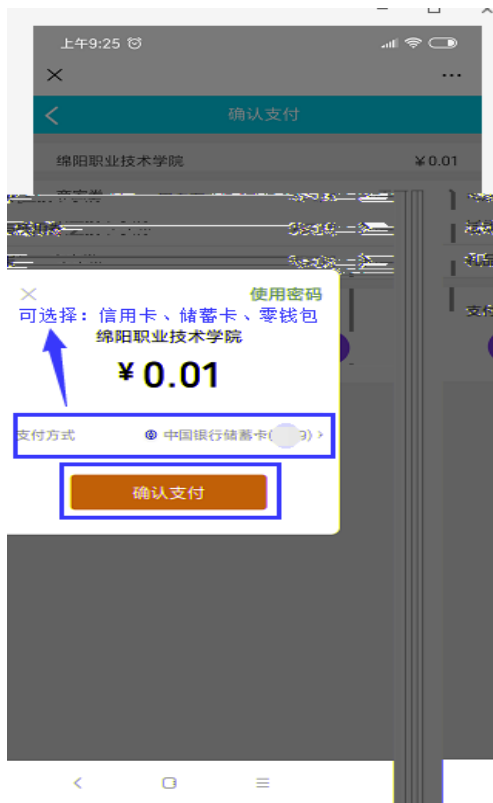 上午9:25
确认支付
绵阳职业技术学院 ¥0.01
使用密码
可选择：信用卡、储蓄卡、零钱包
绵阳职业技术学院
¥0.01
支付方式 中国银行储蓄卡( 9)
确认支付